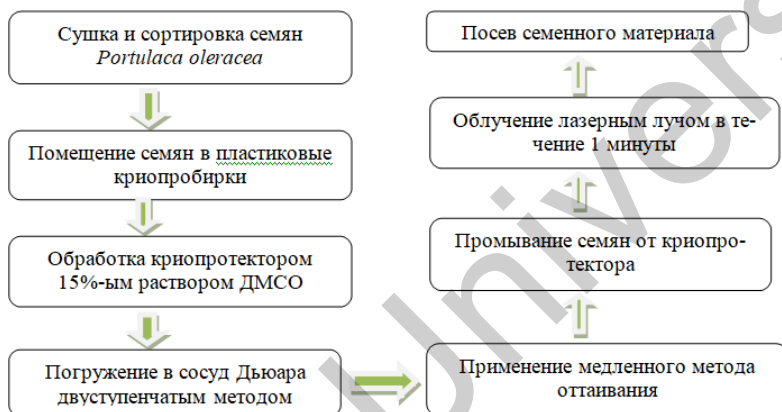 Сушка и сортировка семян
Portulaca oleracea
Помещение семян в пластиковые
криопробирки
Обработка криопротектором
15%-ым раствором ДМСО
Погружение в сосуд Дьюара
двуступенчатым методом
Применение медленного метода
оттаивания
Промывание семян от криопро-
тектора
Облучение лазерным лучом в те-
чение 1 минуты
Посев семенного материала
Univers